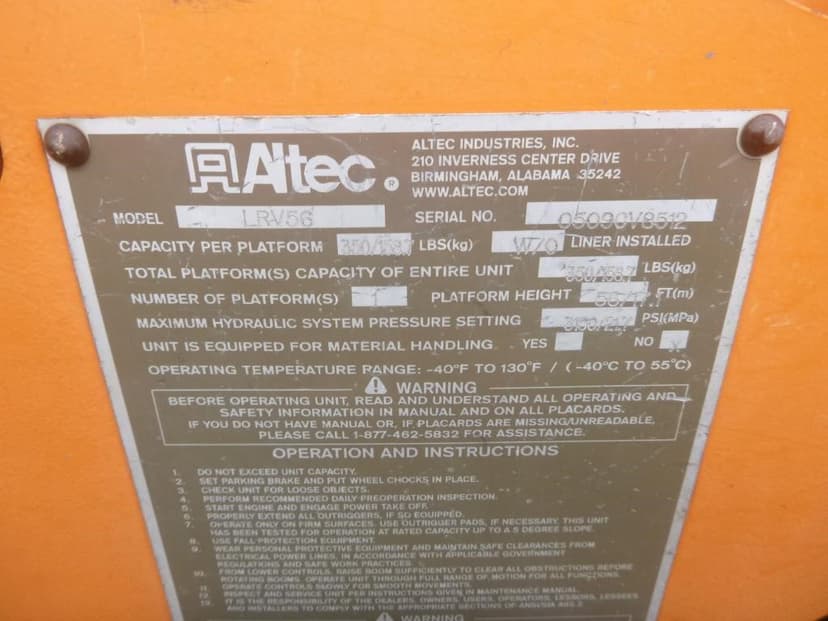 Altec®
ALTEC INDUSTRIES, INC.
210 INVERNESS CENTER DRIVE
BIRMINGHAM, ALABAMA 35242
WWW.ALTEC.COM
MODEL LRV56 SERIAL NO. 0509CV8512
CAPACITY PER PLATFORM 350/158.7 LBS(kg) W/O LINER INSTALLED
TOTAL PLATFORM(S) CAPACITY OF ENTIRE UNIT 350/158.7 LBS(kg)
NUMBER OF PLATFORM(S) PLATFORM HEIGHT FT(m)
MAXIMUM HYDRAULIC SYSTEM PRESSURE SETTING PSI(MPa)
UNIT IS EQUIPPED FOR MATERIAL HANDLING YES NO X
OPERATING TEMPERATURE RANGE: -40°F TO 130°F / (-40°C TO 55°C)
WARNING
BEFORE OPERATING UNIT, READ AND UNDERSTAND ALL OPERATING AND
SAFETY INFORMATION IN MANUAL AND ON ALL PLACARDS.
IF YOU DO NOT HAVE MANUAL OR, IF PLACARDS ARE MISSING/UNREADABLE,
PLEASE CALL 1-877-462-5832 FOR ASSISTANCE.
OPERATION AND INSTRUCTIONS
1. DO NOT EXCEED UNIT CAPACITY.
2. SET PARKING BRAKE AND PUT WHEEL CHOCKS IN PLACE.
3. CHECK UNIT FOR LOOSE OBJECTS.
4. PERFORM RECOMMENDED DAILY PREOPERATION INSPECTION.
5. START ENGINE AND ENGAGE POWER TAKE OFF.
6. PROPERLY EXTEND ALL OUTRIGGERS, IF SO EQUIPPED.
7. OPERATE ONLY ON FIRM SURFACES. USE OUTRIGGER PADS, IF NECESSARY. THIS UNIT
HAS BEEN TESTED FOR OPERATION AT RATED CAPACITY UP TO A 5 DEGREE SLOPE.
8. USE FALL PROTECTION EQUIPMENT.
9. WEAR PERSONAL PROTECTIVE EQUIPMENT AND MAINTAIN SAFE CLEARANCES FROM
ELECTRICAL POWER LINES, IN ACCORDANCE WITH APPLICABLE GOVERNMENT
REGULATIONS AND SAFE WORK PRACTICES.
10. FROM LOWER CONTROLS, RAISE BOOM SUFFICIENTLY TO CLEAR ALL OBSTRUCTIONS BEFORE
ROTATING BOOMS. OPERATE UNIT THROUGH FULL RANGE OF MOTION FOR ALL FUNCTIONS.
11. OPERATE CONTROLS SLOWLY FOR SMOOTH MOVEMENTS.
12. INSPECT AND SERVICE UNIT PER INSTRUCTIONS GIVEN IN MAINTENANCE MANUAL.
13. IT IS THE RESPONSIBILITY OF THE DEALERS, OWNERS, USERS, OPERATORS, LESSORS, LESSEES
AND INSTALLERS TO COMPLY WITH THE APPROPRIATE SECTIONS OF ANSI/SIA A92.2
WARNING